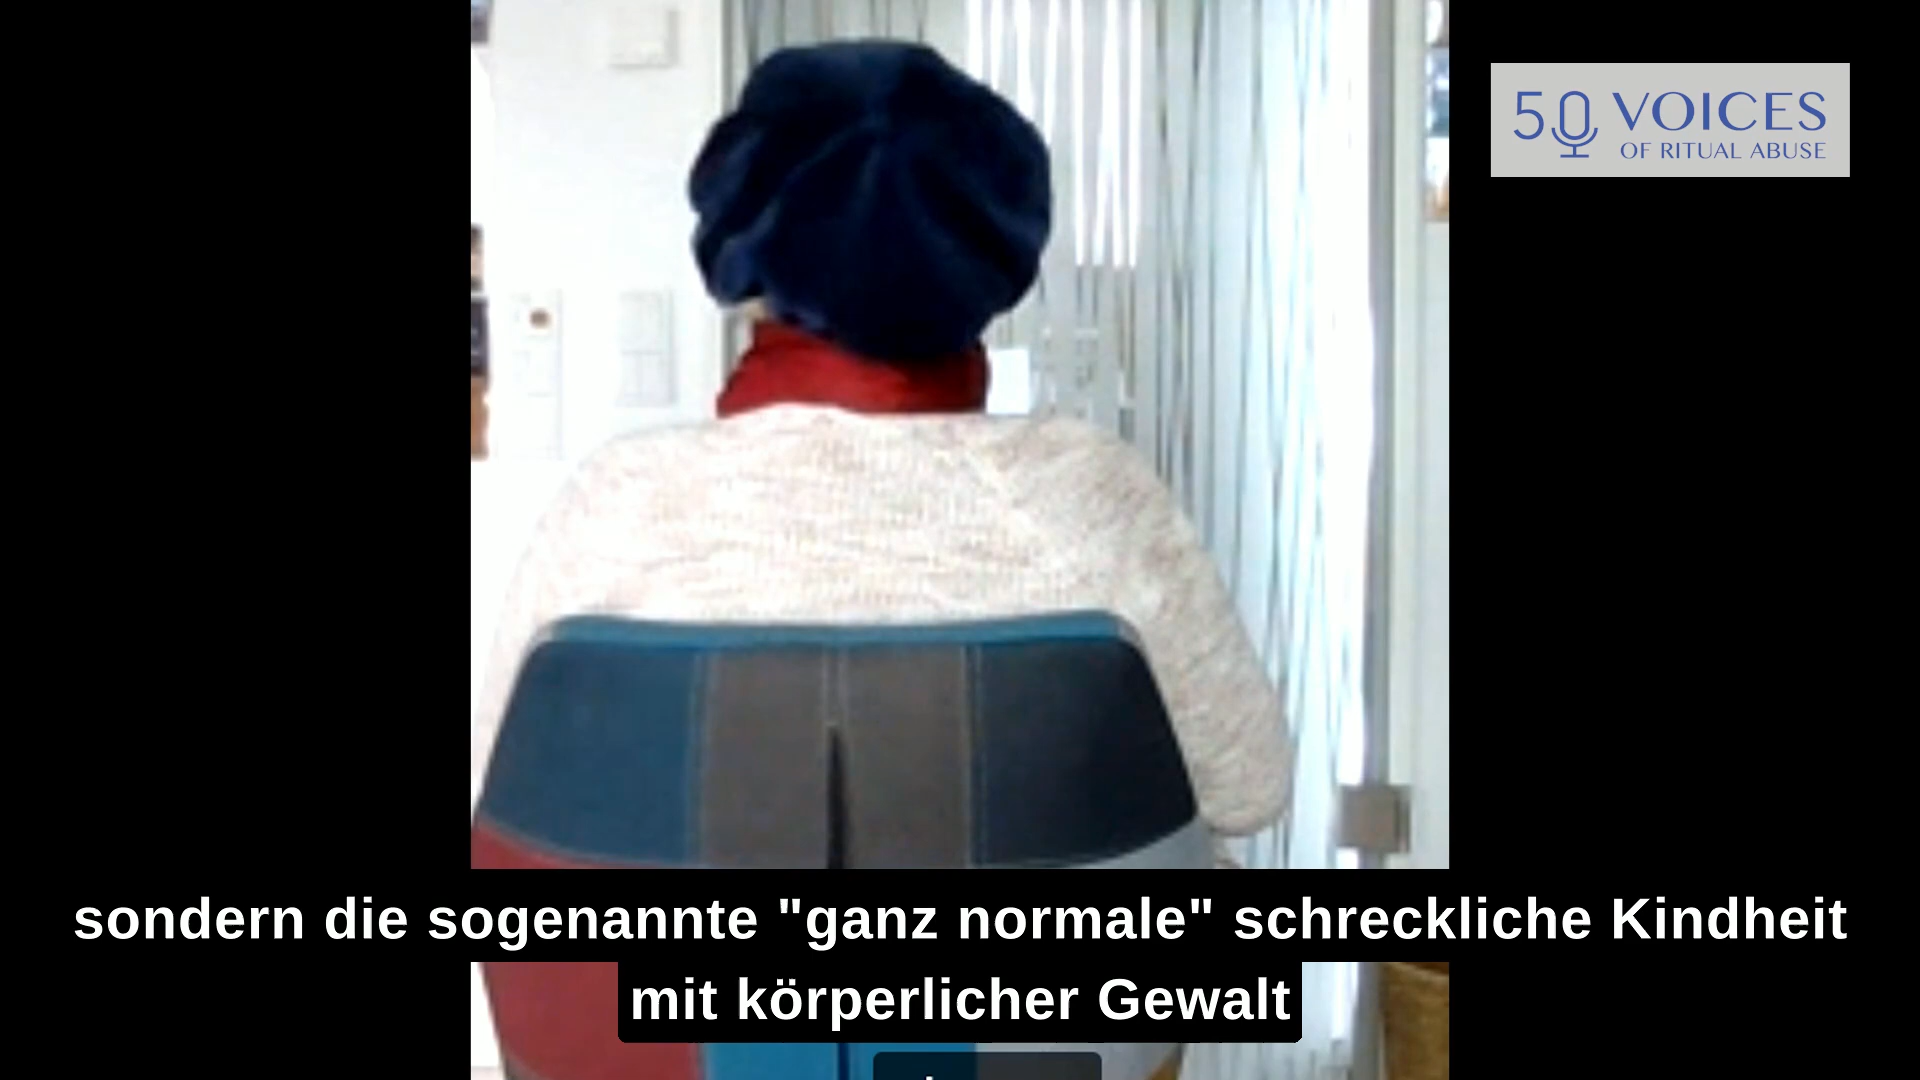 50 VOICES
OF RITUAL ABUSE
sondern die sogenannte "ganz normale" schreckliche Kindheit
mit körperlicher Gewalt